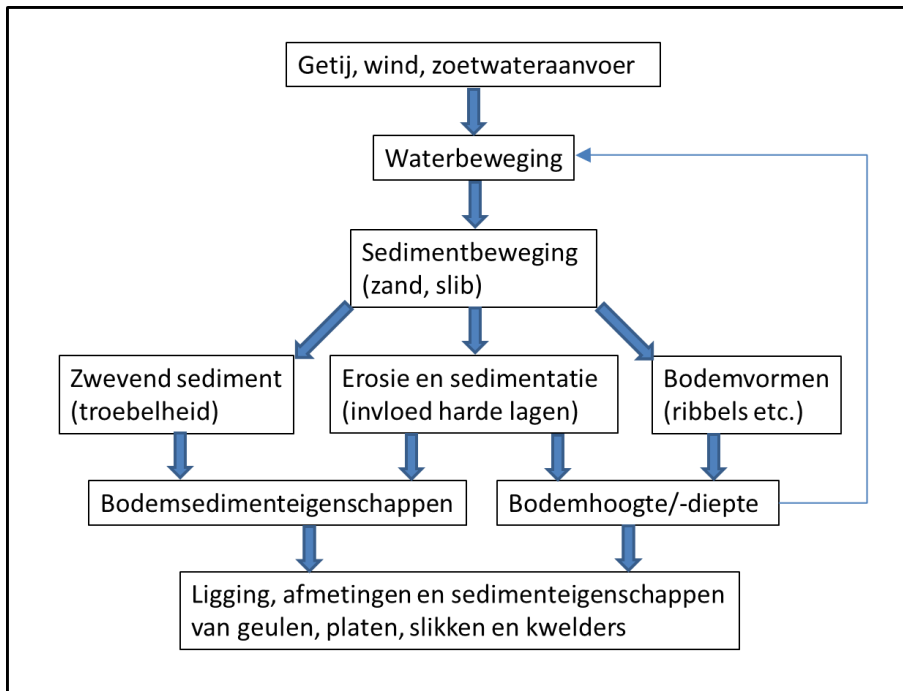 Getij, wind, zoetwateraanvoer
Waterbeweging
Sedimentbeweging
(zand, slib)
Zwevend sediment
(troebelheid)
Erosie en sedimentatie
(invloed harde lagen)
Bodemvormen
(ribbels etc.)
Bodemsedimenteigenschappen
Bodemhoogte/-diepte
Ligging, afmetingen en sedimenteigenschappen
van geulen, platen, slikken en kwelders